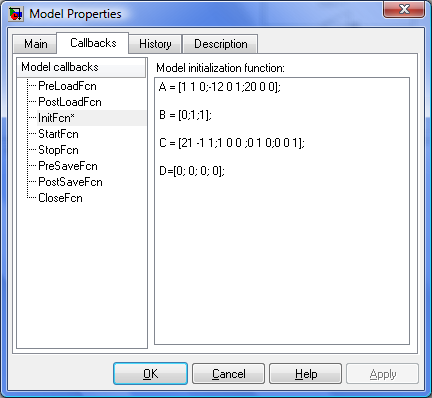 Model Properties
Main
Callbacks
History
Description
Model callbacks
PreLoadFcn
PostLoadFcn
InitFcn*
StartFcn
StopFcn
PreSaveFcn
PostSaveFcn
CloseFcn
Model initialization function:
A = [1 1 0;-12 0 1;20 0 0];
B = [0;1;1];
C = [21 -1 1;1 0 0 ;0 1 0;0 0 1];
D=[0; 0; 0; 0];
OK
Cancel
Help
Apply